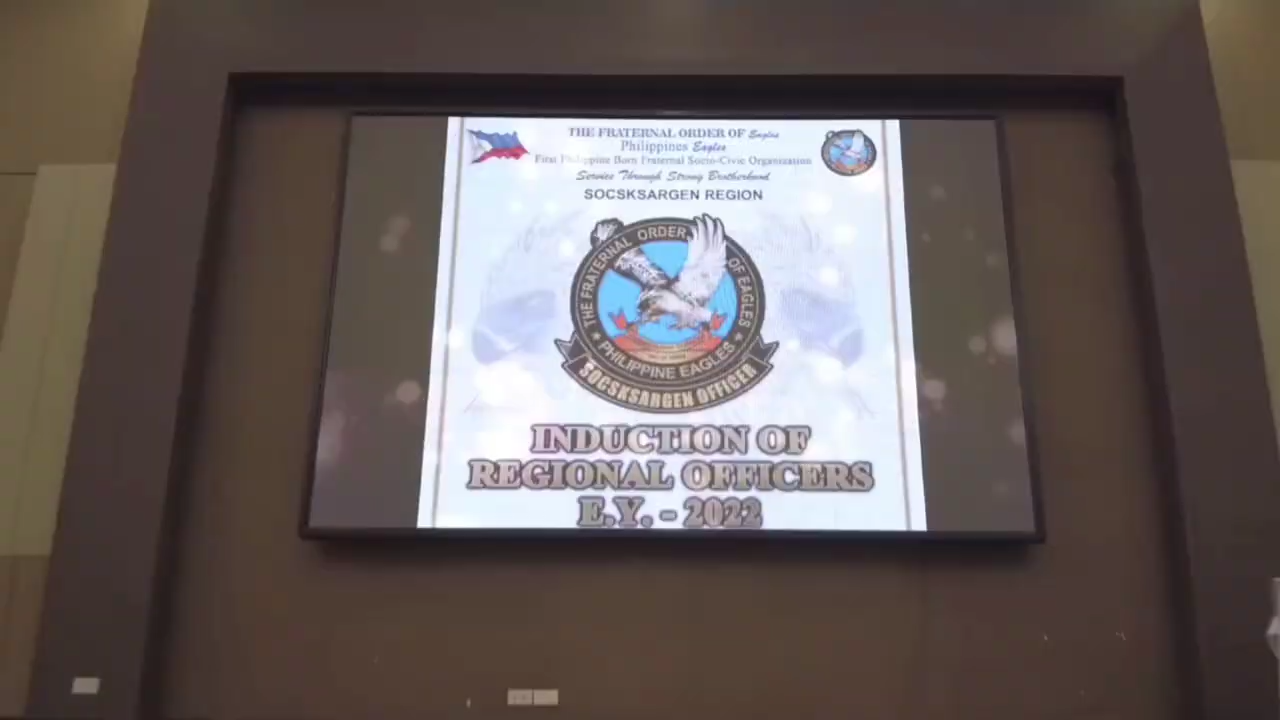 THE FRATERNAL ORDER OF Eagles
Philippines Eagles
First Philippine Born Fraternal Socio-Civic Organization
Service Through Strong Brotherhood
SOCSKSARGEN REGION
THE FRATERNAL ORDER OF EAGLES
PHILIPPINE EAGLES
SOCSKSARGEN OFFICER
INDUCTION OF
REGIONAL OFFICERS
E.Y. - 2022